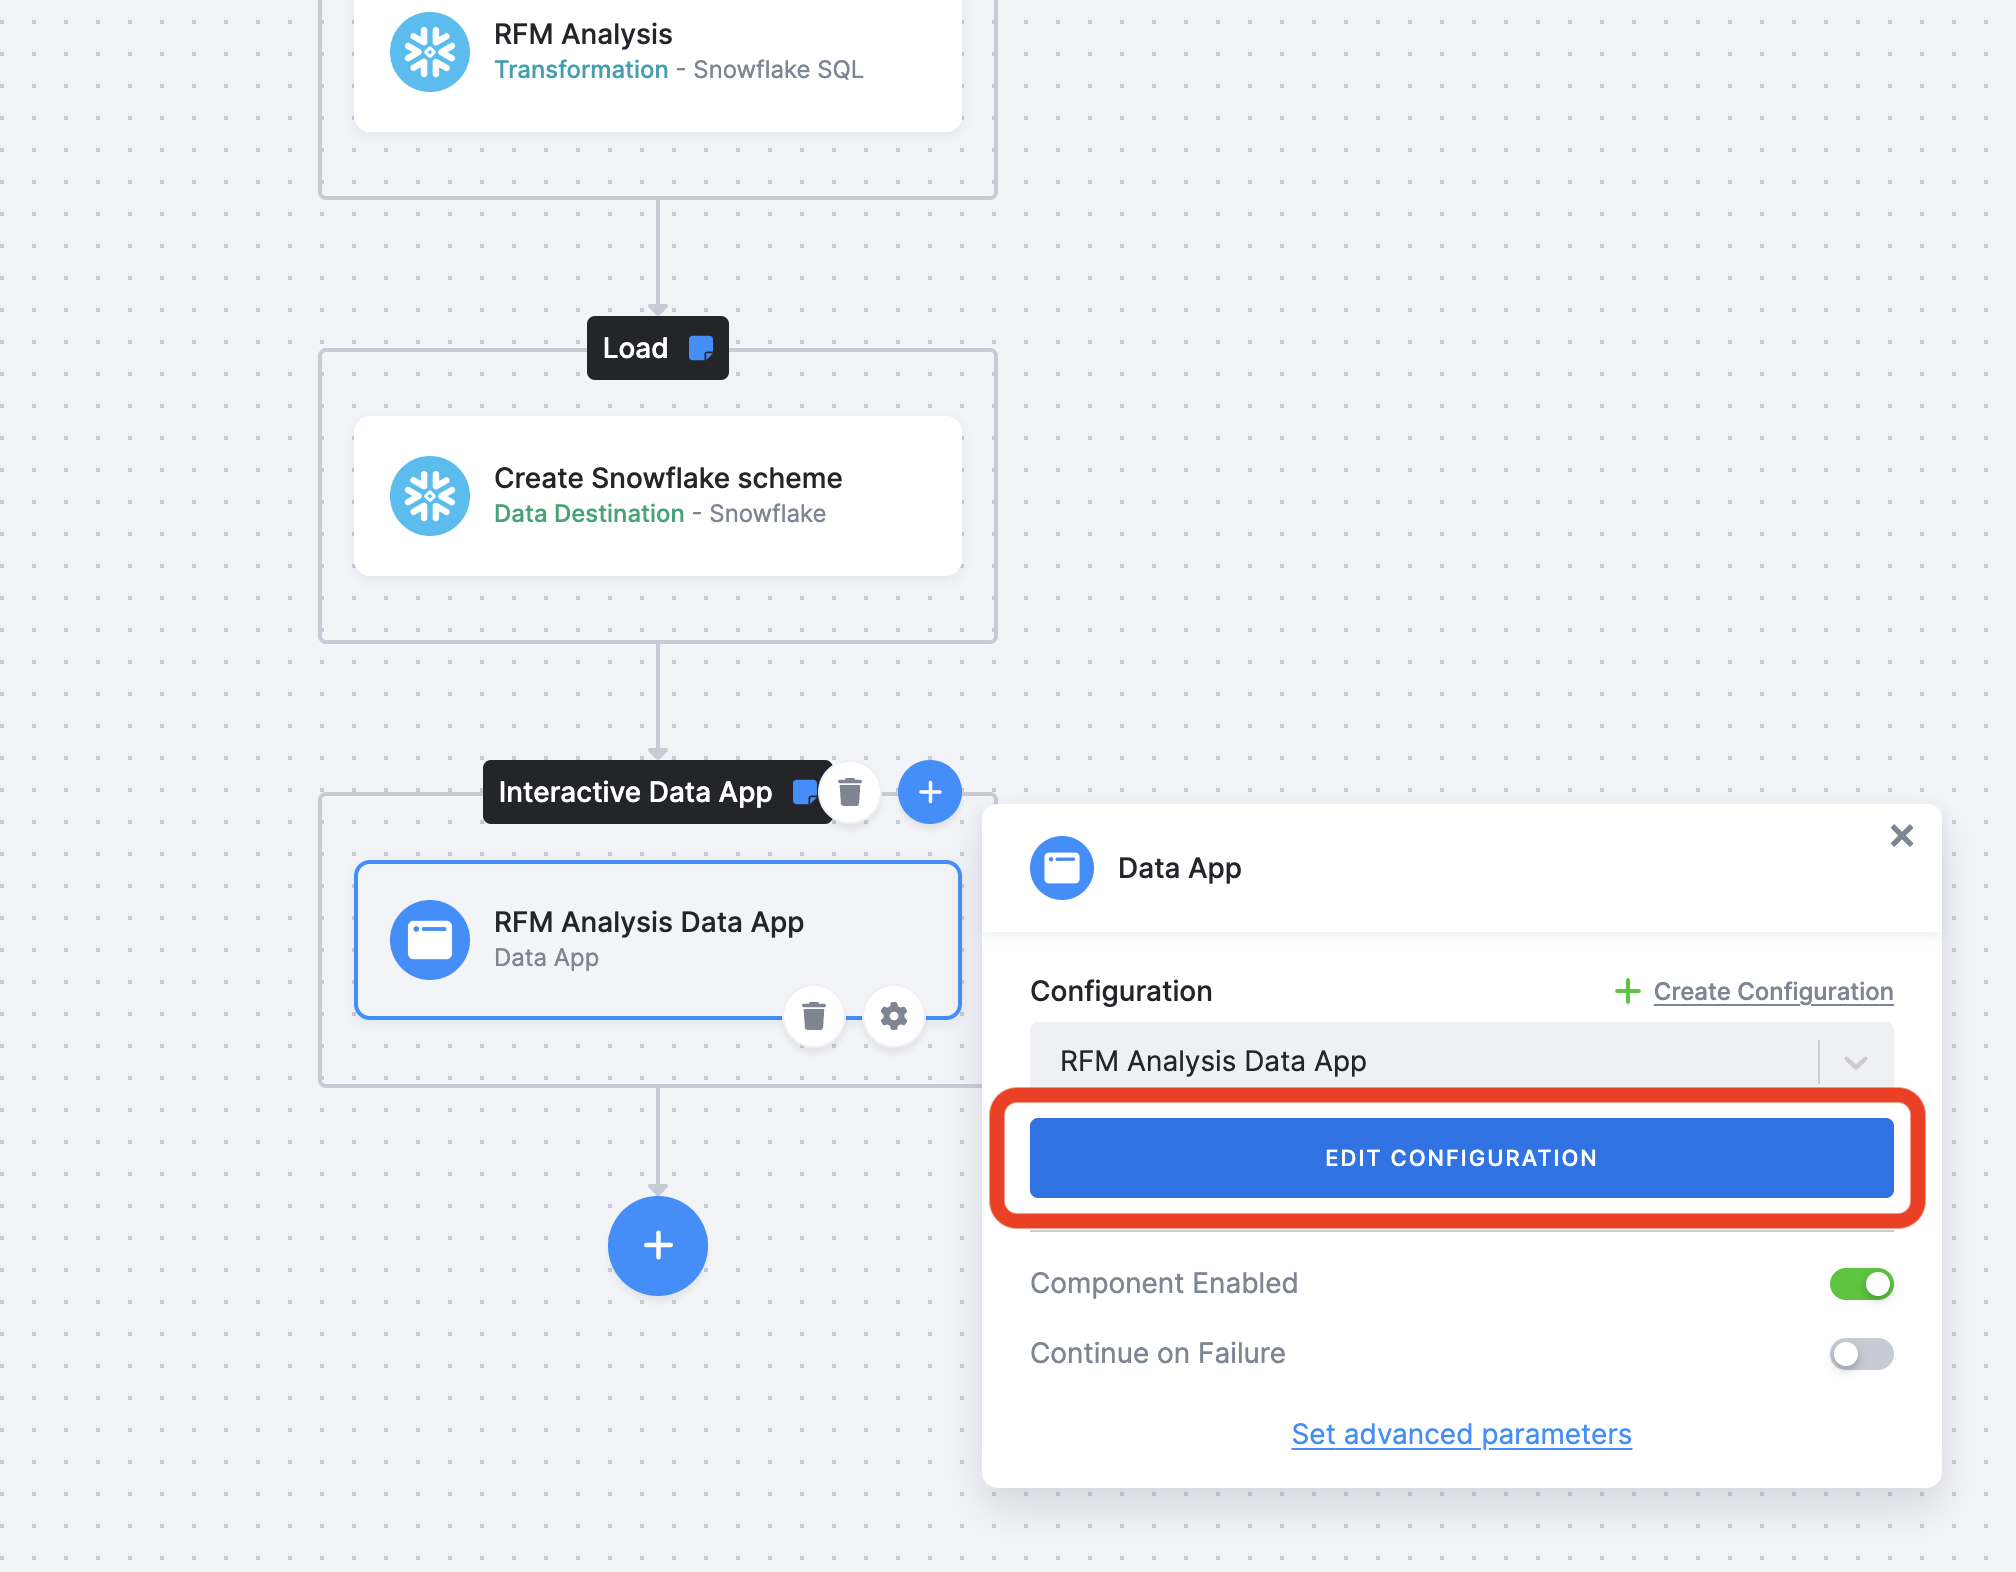 RFM Analysis
Transformation - Snowflake SQL
Load
Create Snowflake scheme
Data Destination - Snowflake
Interactive Data App
RFM Analysis Data App
Data App
Data App
Configuration
Create Configuration
RFM Analysis Data App
EDIT CONFIGURATION
Component Enabled
Continue on Failure
Set advanced parameters